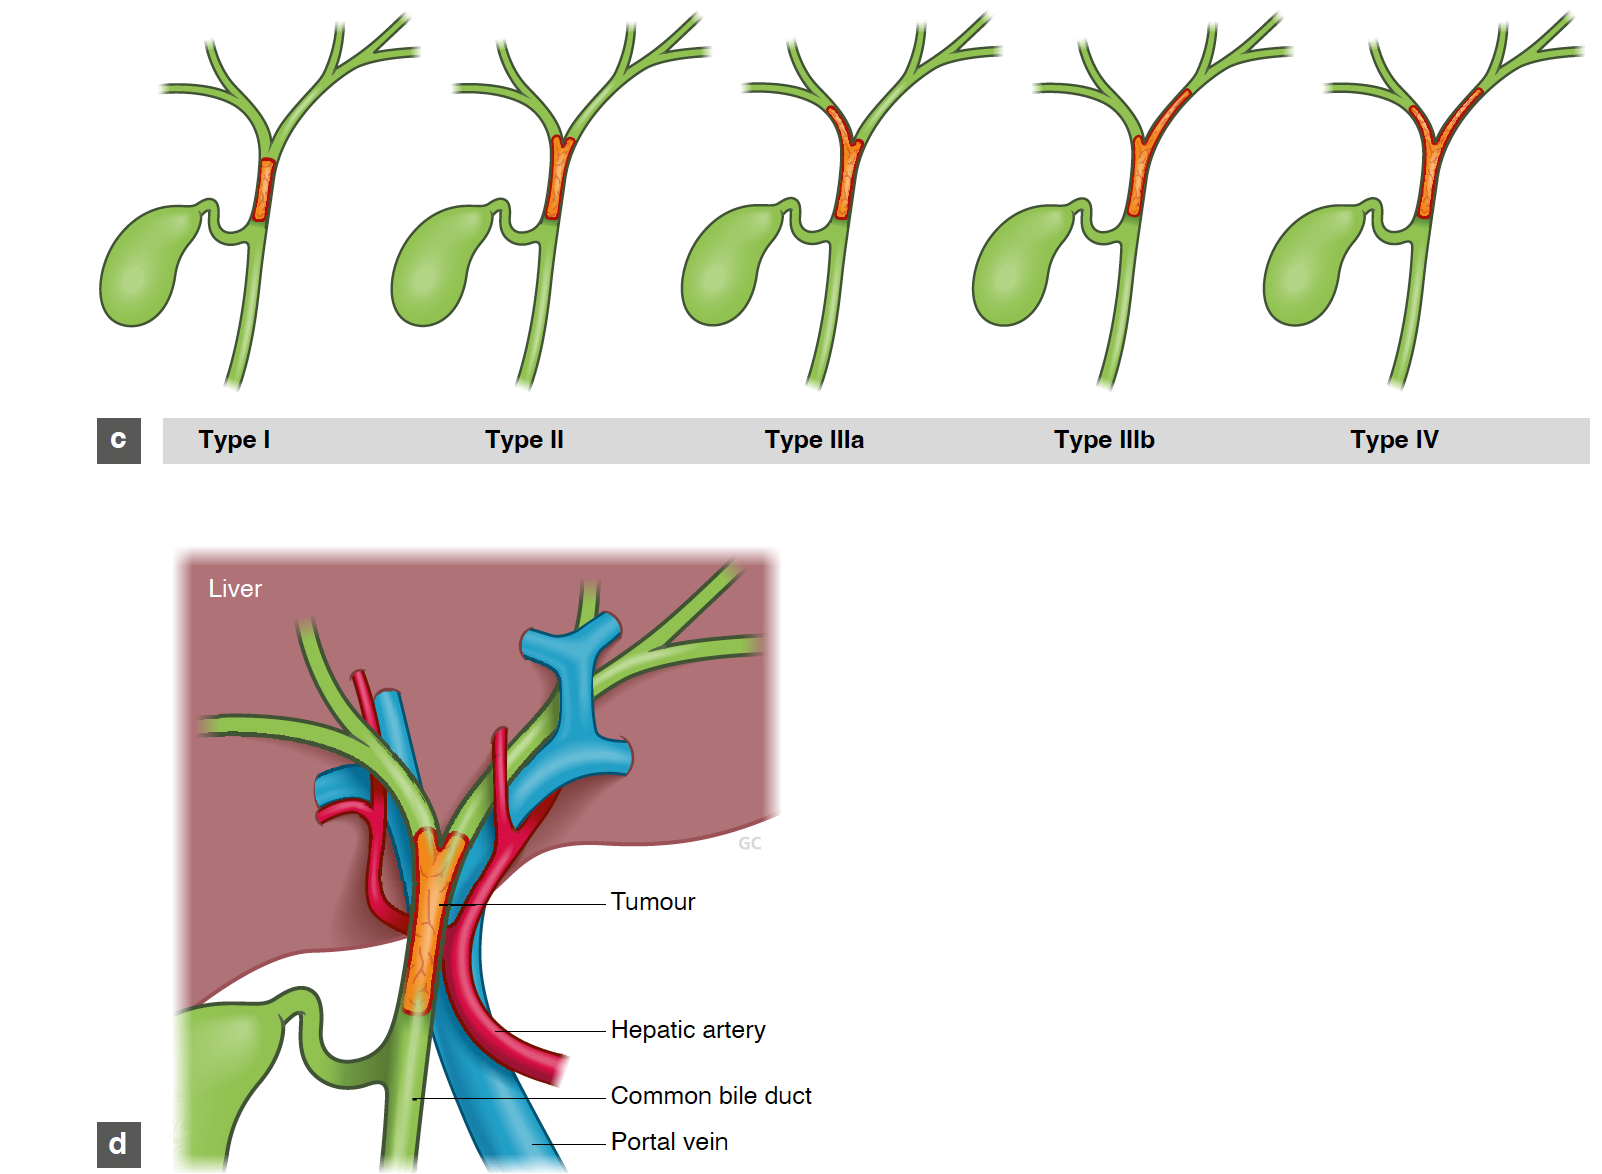 c
Type I
Type II
Type IIIa
Type IIIb
Type IV
Liver
GC
Tumour
Hepatic artery
Common bile duct
Portal vein
d